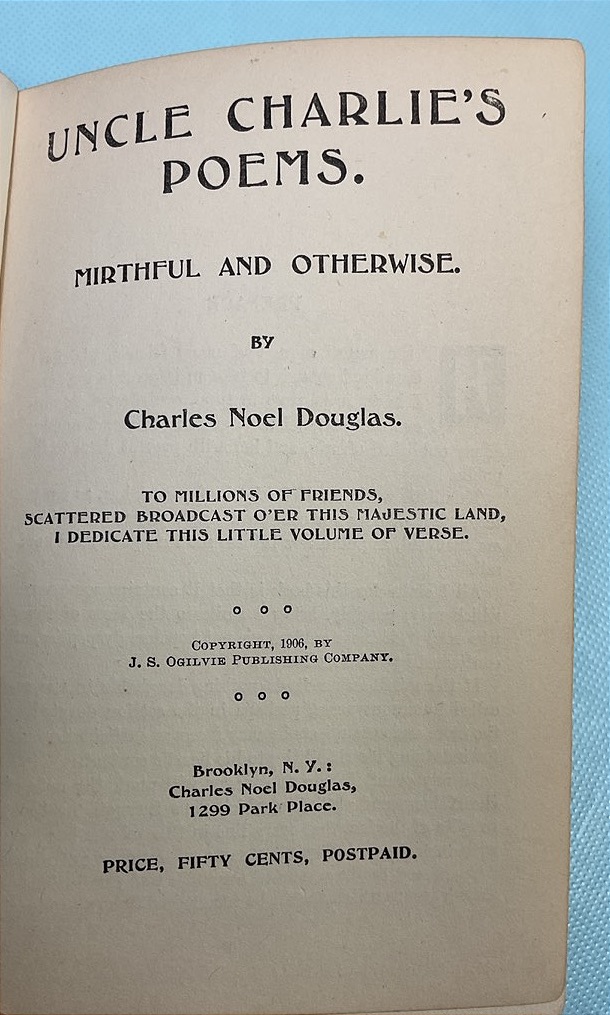 UNCLE CHARLIE'S
POEMS.
MIRTHFUL AND OTHERWISE.
BY
Charles Noel Douglas.
TO MILLIONS OF FRIENDS,
SCATTERED BROADCAST O'ER THIS MAJESTIC LAND,
I DEDICATE THIS LITTLE VOLUME OF VERSE.
o o o
COPYRIGHT, 1906, BY
J. S. OGILVIE PUBLISHING COMPANY.
o o o
Brooklyn, N. Y.:
Charles Noel Douglas,
1299 Park Place.
PRICE, FIFTY CENTS, POSTPAID.